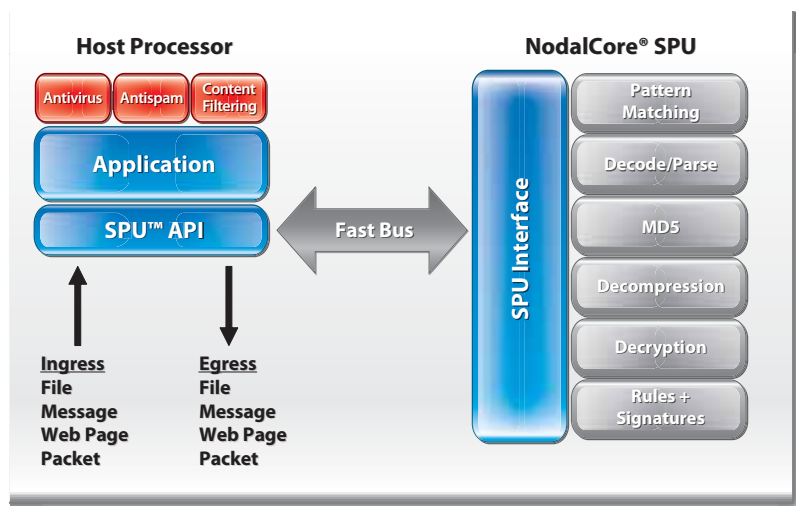 Host Processor
Antivirus
Antispam
Content
Filtering
Application
SPU™ API
Ingress
File
Message
Web Page
Packet
Egress
File
Message
Web Page
Packet
Fast Bus
NodalCore® SPU
SPU Interface
Pattern
Matching
Decode/Parse
MD5
Decompression
Decryption
Rules +
Signatures